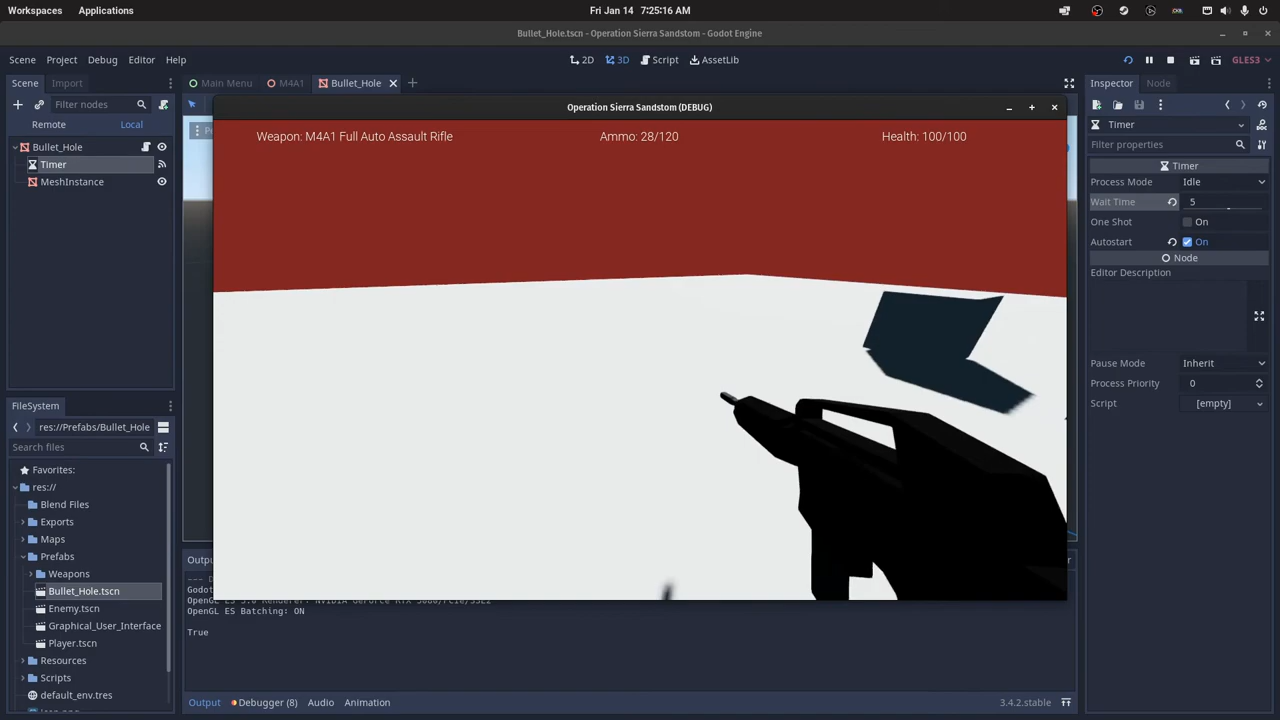 Workspaces Applications Fri Jan 14 7:25:16 AM
Bullet_Hole.tscn - Operation Sierra Sandstom - Godot Engine
Scene Project Debug Editor Help 2D 3D Script AssetLib GLES3
Scene Import Main Menu M4A1 Bullet_Hole Inspector Node
Filter nodes
Remote Local
Bullet_Hole
Timer
MeshInstance
Operation Sierra Sandstom (DEBUG)
Weapon: M4A1 Full Auto Assault Rifle Ammo: 28/120 Health: 100/100
Timer
Filter properties
Timer
Process Mode Idle
Wait Time 5
One Shot On
Autostart On
Node
Editor Description
Pause Mode Inherit
Process Priority 0
Script [empty]
FileSystem
res://Prefabs/Bullet_Hole
Search files
Favorites:
res://
Blend Files
Exports
Maps
Prefabs
Weapons
Bullet_Hole.tscn
Enemy.tscn
Graphical_User_Interface
Player.tscn
Resources
Scripts
default_env.tres
OpenGL ES Batching: ON
True
Output Debugger (8) Audio Animation 3.4.2.stable